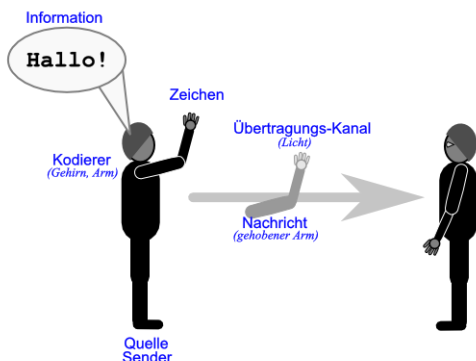 Information
Hallo!
Zeichen
Kodierer
(Gehirn, Arm)
Übertragungs-Kanal
(Licht)
Nachricht
(gehobener Arm)
Quelle
Sender